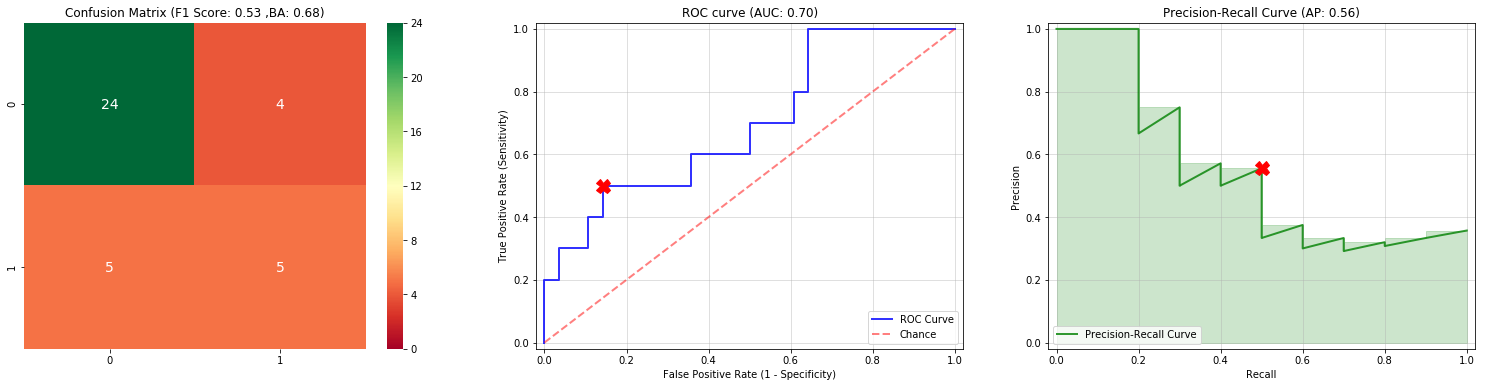 Confusion Matrix (F1 Score: 0.53 ,BA: 0.68)
24 4
5 5
0
1
0 1
24
20
16
12
8
4
0
ROC curve (AUC: 0.70)
True Positive Rate (Sensitivity)
1.0
0.8
0.6
0.4
0.2
0.0
0.0 0.2 0.4 0.6 0.8 1.0
False Positive Rate (1 - Specificity)
ROC Curve
Chance
Precision-Recall Curve (AP: 0.56)
Precision
1.0
0.8
0.6
0.4
0.2
0.0
0.0 0.2 0.4 0.6 0.8 1.0
Recall
Precision-Recall Curve